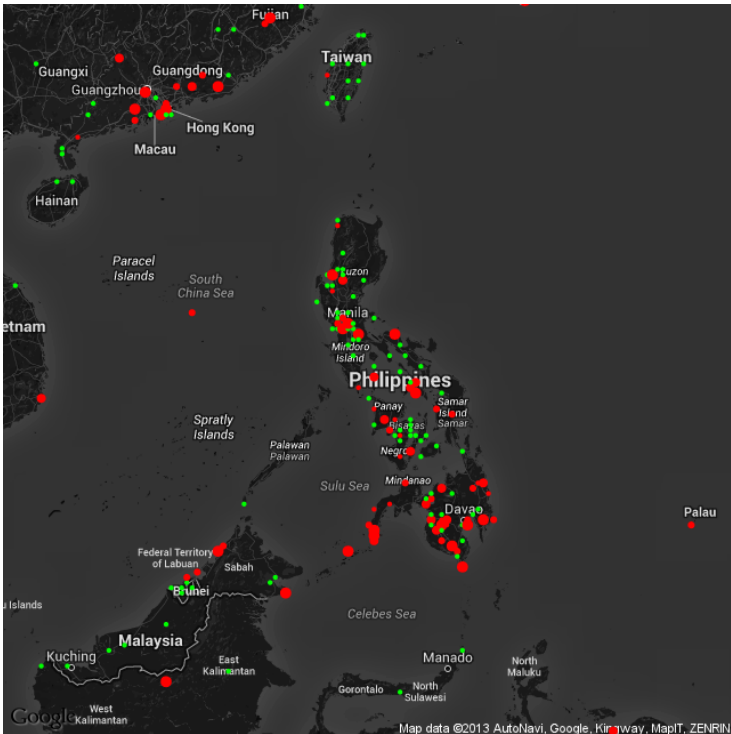 Fujian
Taiwan
Guangxi
Guangdong
Guangzhou
Hong Kong
Macau
Hainan
Paracel
Islands
South
China Sea
uzon
Manila
etnam
Mindoro
Island
Philippines
Panay
Samar
Island
Samar
Spratly
Islands
Bisayas
Palawan
Palawan
Negro
Sulu Sea
Mindanao
Davao
Palau
Federal Territory
of Labuan
Sabah
Brunei
u Islands
Celebes Sea
Malaysia
Kuching
East
Kalimantan
Manado
North
Maluku
Gorontalo
North
Sulawesi
West
Kalimantan
Google
Map data ©2013 AutoNavi, Google, Kingway, MapIT, ZENRIN